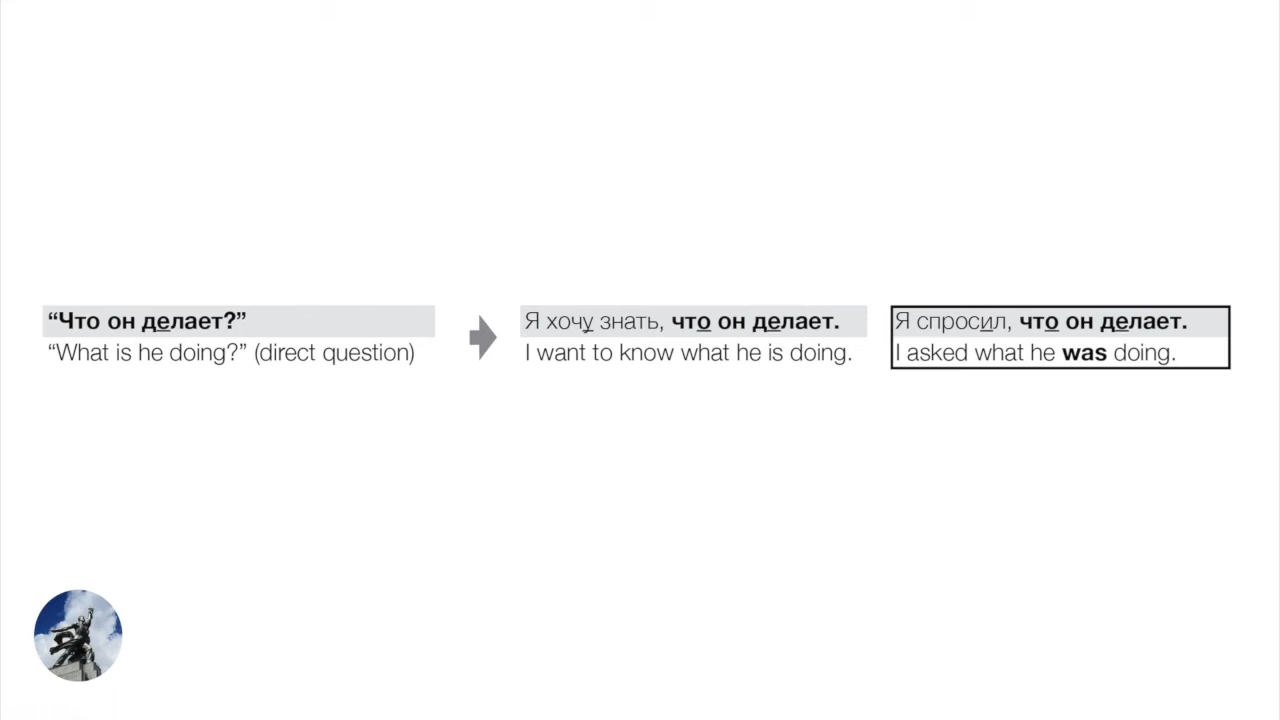 “Что он делает?”
“What is he doing?” (direct question)
Я хочу знать, что он делает.
I want to know what he is doing.
Я спросил, что он делает.
I asked what he was doing.